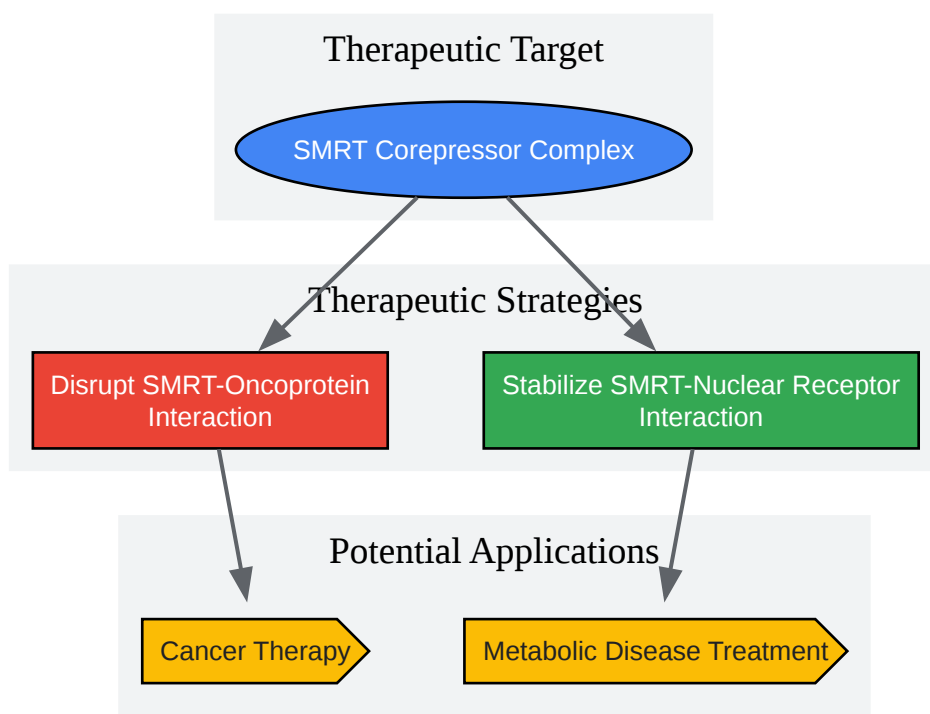 Therapeutic Target
SMRT Corepressor Complex
Therapeutic Strategies
Disrupt SMRT-Oncoprotein
Interaction
Stabilize SMRT-Nuclear Receptor
Interaction
Potential Applications
Cancer Therapy
Metabolic Disease Treatment